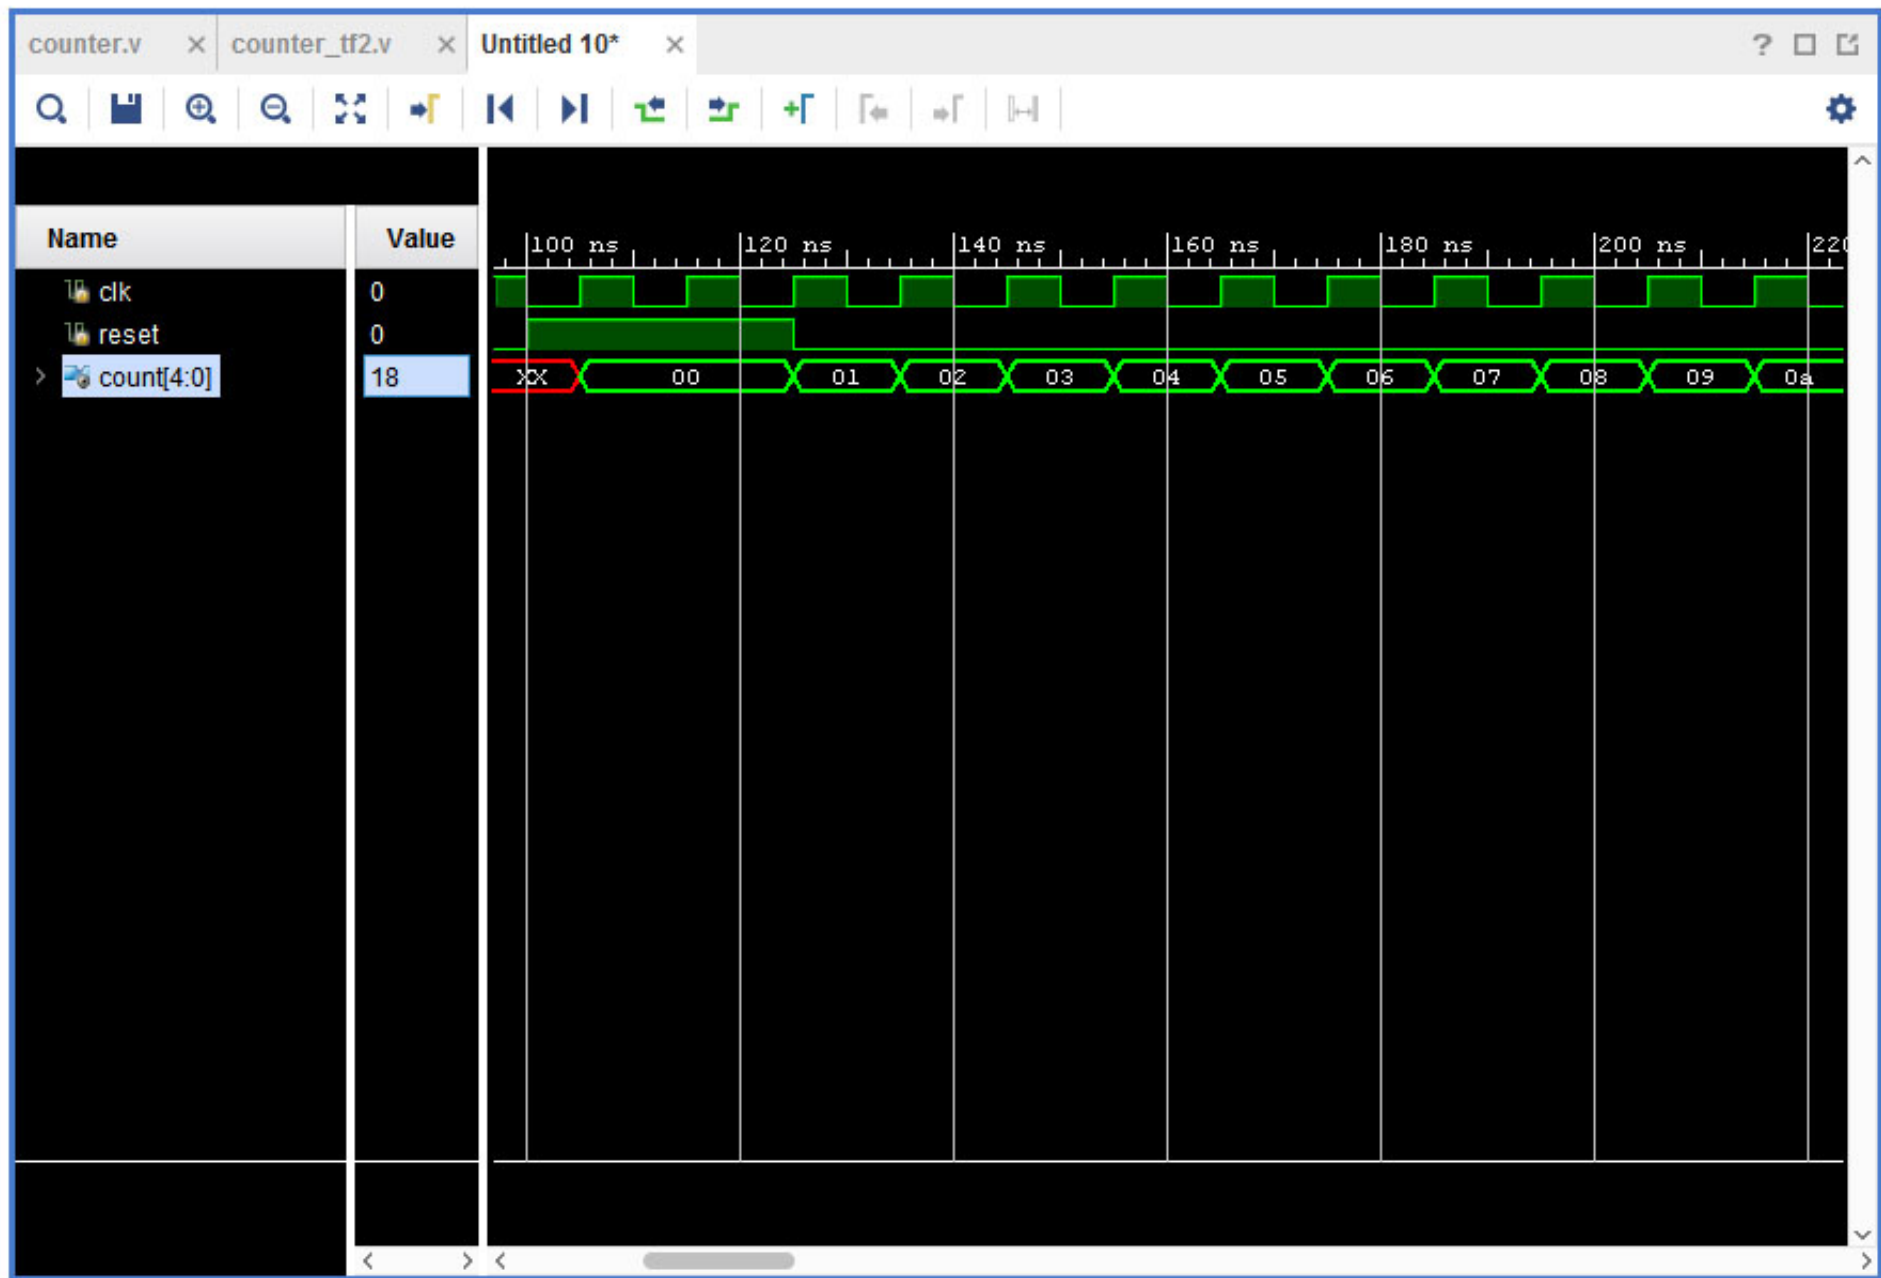 counter.v counter_tf2.v Untitled 10* ?
Name Value 100 ns 120 ns 140 ns 160 ns 180 ns 200 ns 220
clk 0
reset 0
count[4:0] 18 XX 00 01 02 03 04 05 06 07 08 09 0a